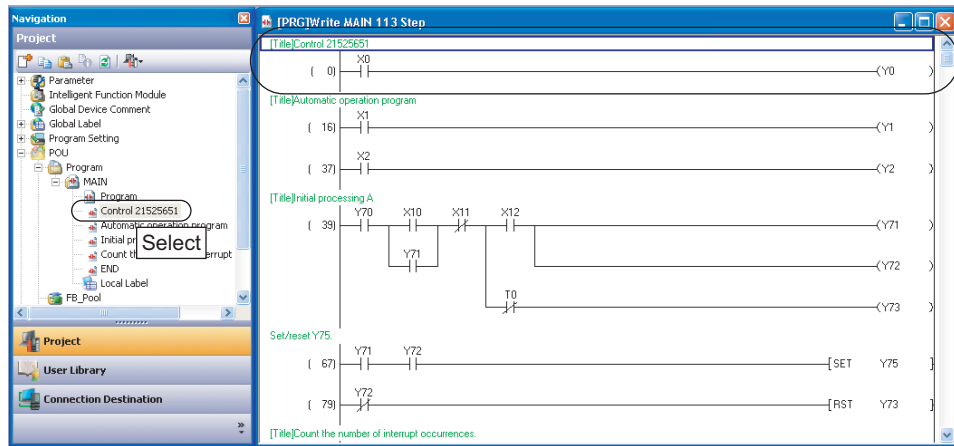 Navigation
Project
Parameter
Intelligent Function Module
Global Device Comment
Global Label
Program Setting
POU
Program
MAIN
Program
Control 21525651
Automatic operation program
Initial pr
Select
Count th errupt
END
Local Label
FB_Pool
Project
User Library
Connection Destination
[PRG]Write MAIN 113 Step
[Title]Control 21525651
X0
( 0) (Y0 )
[Title]Automatic operation program
X1
( 16) (Y1 )
X2
( 37) (Y2 )
[Title]Initial processing A
Y70 X10 X11 X12
( 39) (Y71 )
Y71
(Y72 )
T0
(Y73 )
Set/reset Y75.
Y71 Y72
( 67) [SET Y75 ]
Y72
( 79) [RST Y73 ]
[Title]Count the number of interrupt occurrences.